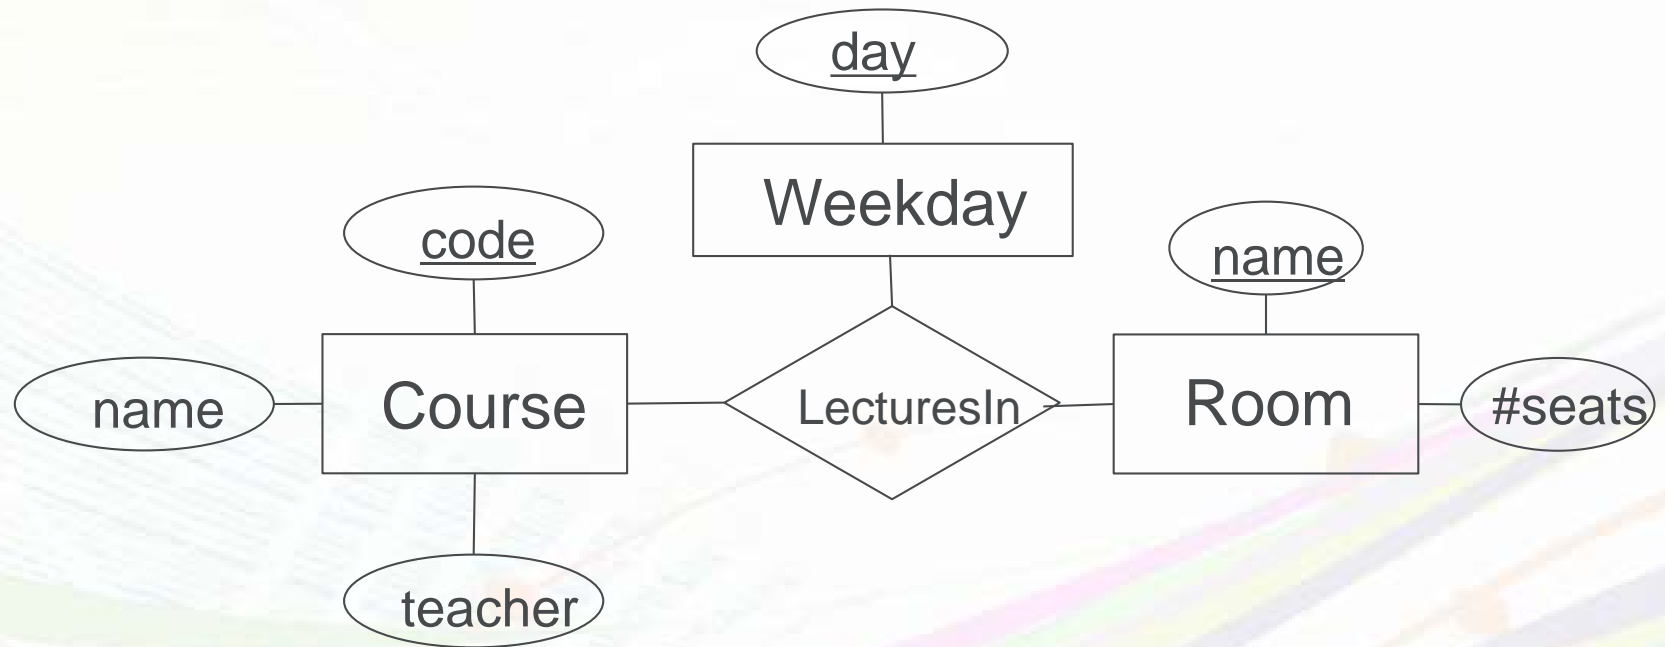 day
Weekday
code
name
name
Course
LecturesIn
Room
#seats
teacher